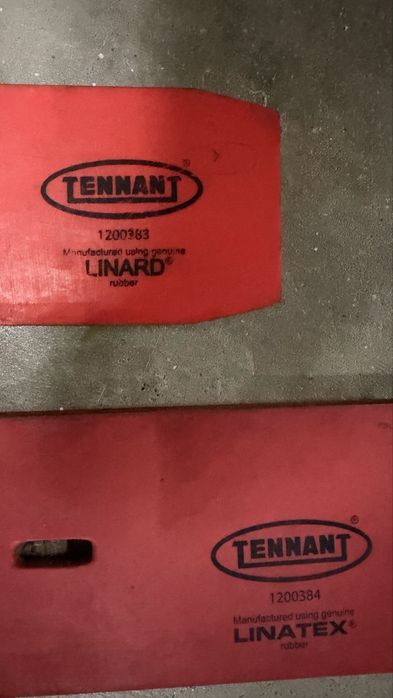 TENNANT®
1200383
Manufactured using genuine
LINARD®
rubber
TENNANT®
1200384
Manufactured using genuine
LINATEX®
rubber